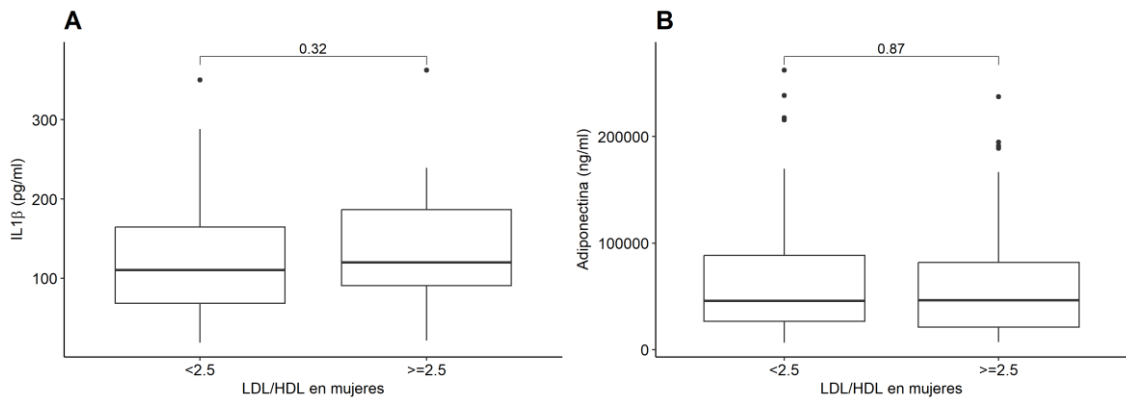 A
0.32
IL1β (pg/ml)
300
200
100
<2.5
>=2.5
LDL/HDL en mujeres
B
0.87
Adiponectina (ng/ml)
200000
100000
0
<2.5
>=2.5
LDL/HDL en mujeres